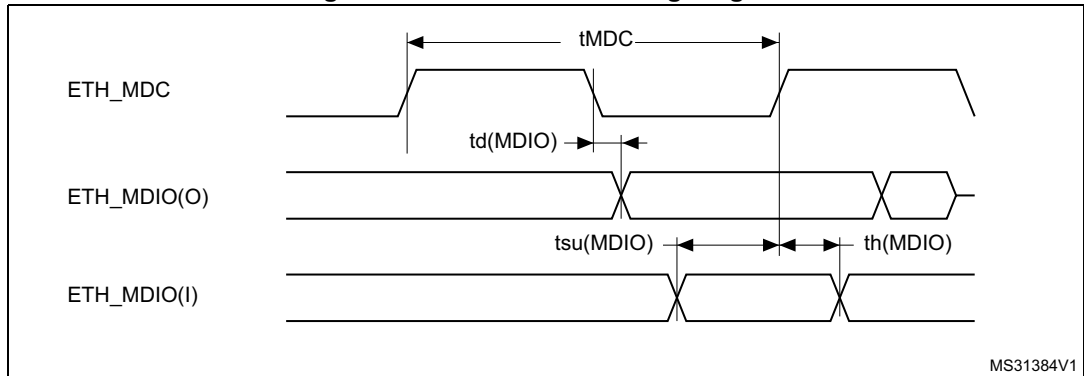 tMDC
ETH_MDC
td(MDIO)
ETH_MDIO(O)
tsu(MDIO) th(MDIO)
ETH_MDIO(I)
MS31384V1